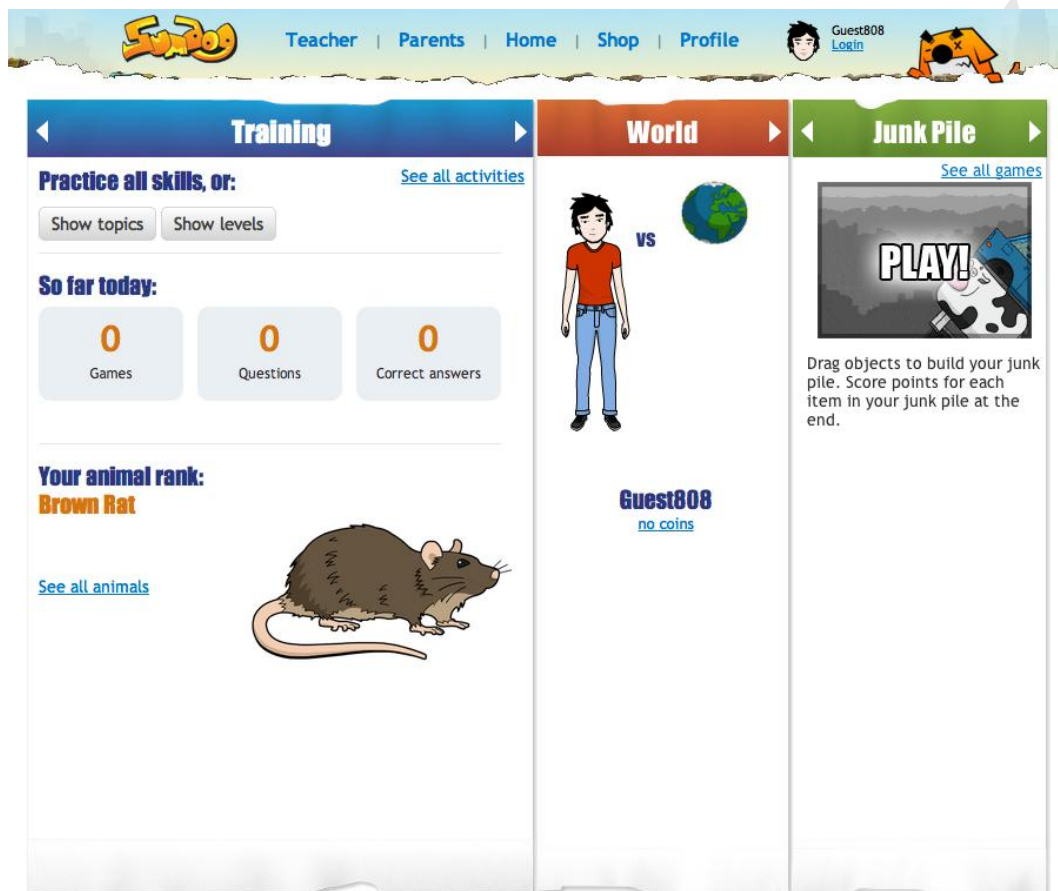 Sumdog
Teacher | Parents | Home | Shop | Profile
Guest808
Login
Training
Practice all skills, or:
See all activities
Show topics
Show levels
So far today:
0
Games
0
Questions
0
Correct answers
Your animal rank:
Brown Rat
See all animals
World
VS
Guest808
no coins
Junk Pile
See all games
PLAY!
Drag objects to build your junk
pile. Score points for each
item in your junk pile at the
end.